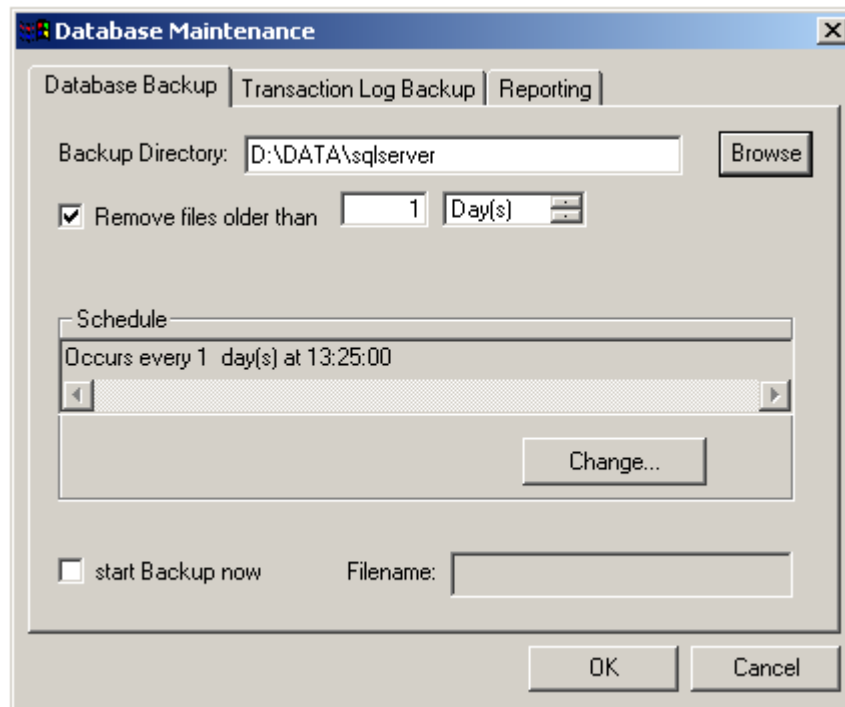 Database Maintenance
Database Backup Transaction Log Backup Reporting
Backup Directory: D:\DATA\sqlserver Browse
Remove files older than 1 Day(s)
Schedule
Occurs every 1  day(s) at 13:25:00
Change...
start Backup now Filename:
OK Cancel